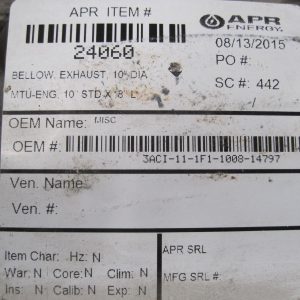 APR ITEM #
APR ENERGY
24060
08/13/2015
PO #:
BELLOW, EXHAUST, 10" DIA
SC #: 442
MTU-ENG, 10" STD X 8" L
/
OEM Name: MISC
OEM #:
3ACI-11-1F1-1008-14797
Ven. Name:
Ven. #:
Item Char: Hz: N
APR SRL
War: N Core: N Clim: N
Ins: N Calib: N Exp: N
MFG SRL #: